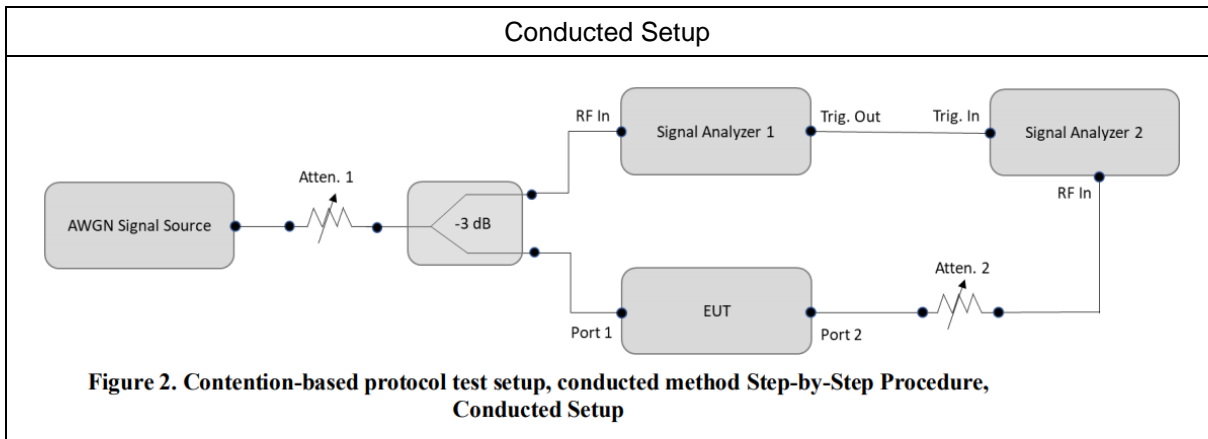 Conducted Setup
RF In
Signal Analyzer 1
Trig. Out
Trig. In
Signal Analyzer 2
RF In
Atten. 1
AWGN Signal Source
-3 dB
Atten. 2
EUT
Port 1
Port 2
Figure 2. Contention-based protocol test setup, conducted method Step-by-Step Procedure,
Conducted Setup